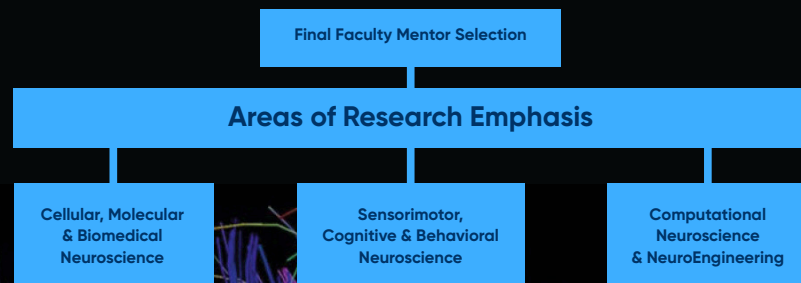 Final Faculty Mentor Selection
Areas of Research Emphasis
Cellular, Molecular
& Biomedical
Neuroscience
Sensorimotor,
Cognitive & Behavioral
Neuroscience
Computational
Neuroscience
& NeuroEngineering